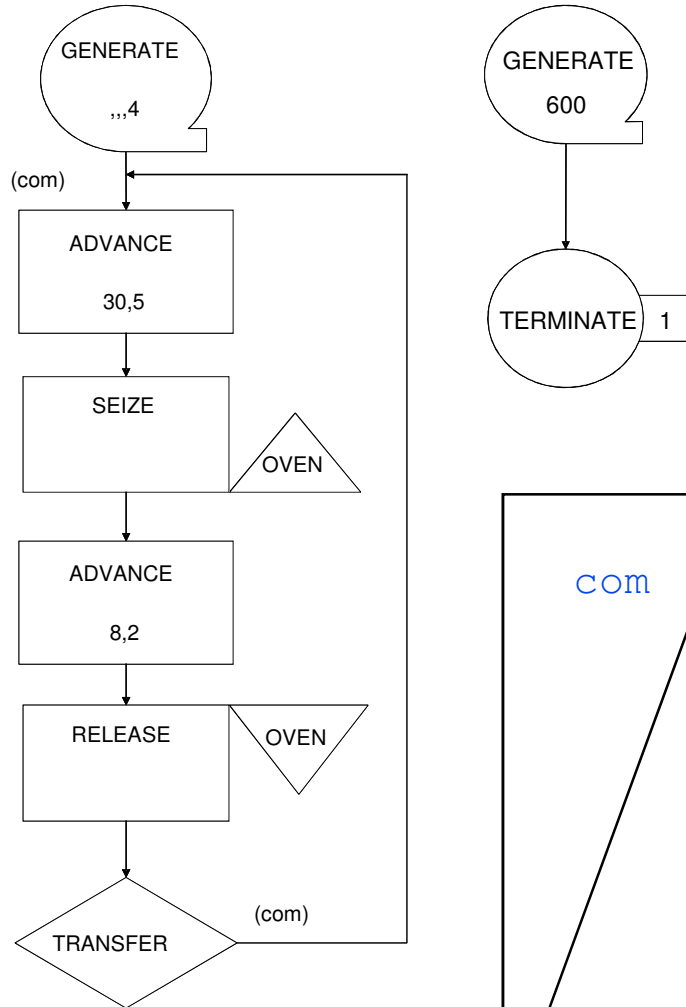 GENERATE
,,,4
(com)
ADVANCE
30,5
SEIZE
OVEN
ADVANCE
8,2
RELEASE
OVEN
TRANSFER
(com)
GENERATE
600
TERMINATE
1
com